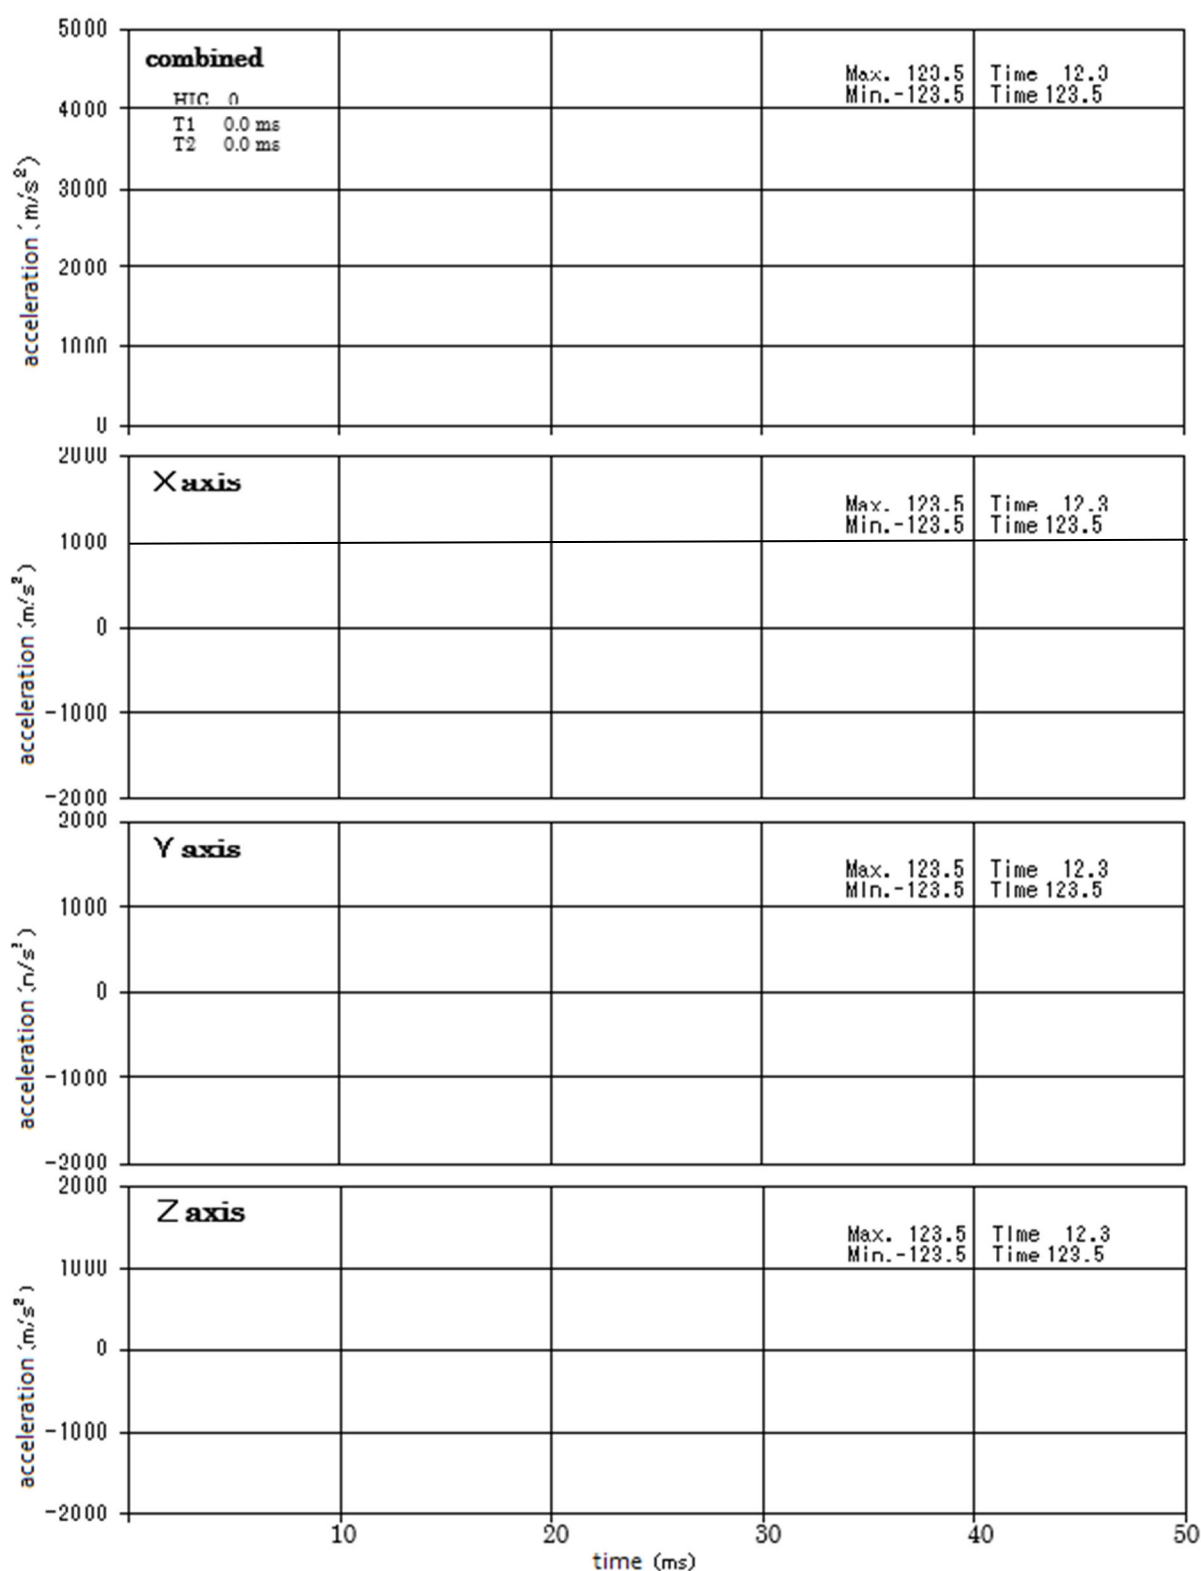 5000
combined
Max. 123.5 Time 12.3
Min.-123.5 Time 123.5
HIC 0
4000
T1 0.0 ms
T2 0.0 ms
3000
2000
1000
0
acceleration (m/s²)
2000
X axis
Max. 123.5 Time 12.3
Min.-123.5 Time 123.5
1000
0
-1000
-2000
acceleration (m/s²)
2000
Y axis
Max. 123.5 Time 12.3
Min.-123.5 Time 123.5
1000
0
-1000
-2000
acceleration (m/s²)
2000
Z axis
Max. 123.5 Time 12.3
Min.-123.5 Time 123.5
1000
0
-1000
-2000
acceleration (m/s²)
10 20 30 40 50
time (ms)